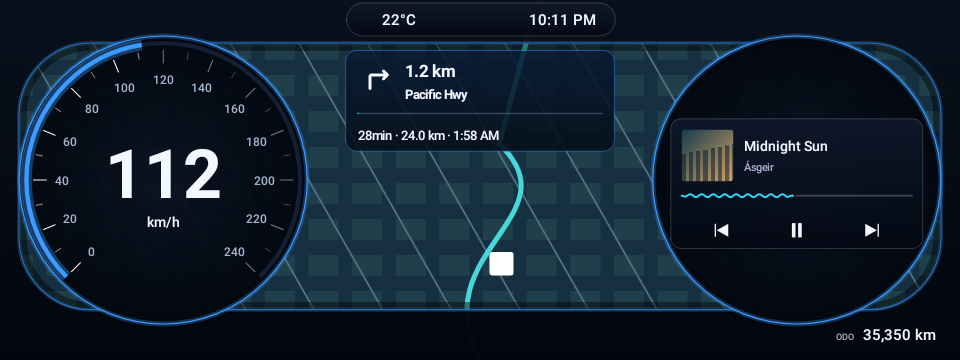 22°C 10:11 PM
1.2 km
Pacific Hwy
28min · 24.0 km · 1:58 AM
0
20
40
60
80
100
120
140
160
180
200
220
240
112
km/h
Midnight Sun
Ásgeir
ODO 35,350 km